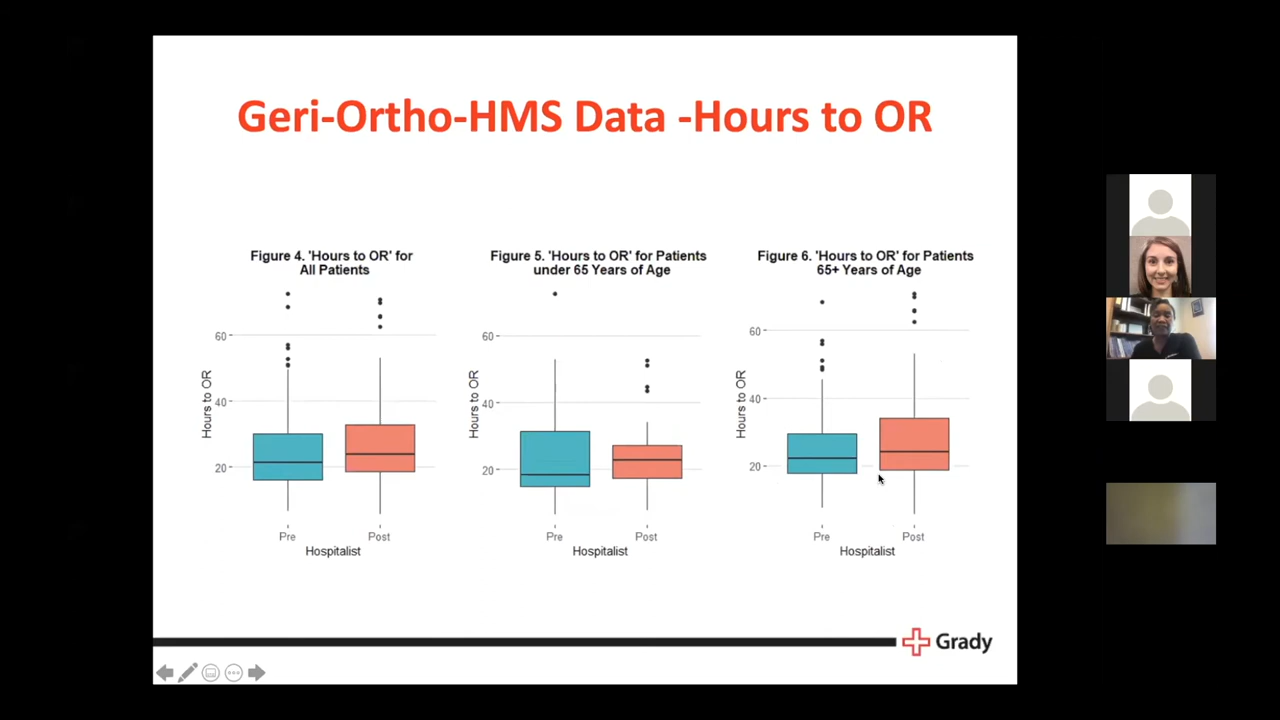 Geri-Ortho-HMS Data -Hours to OR
Figure 4. 'Hours to OR' for
All Patients
Hours to OR
60
40
20
Pre
Post
Hospitalist
Figure 5. 'Hours to OR' for Patients
under 65 Years of Age
Hours to OR
60
40
20
Pre
Post
Hospitalist
Figure 6. 'Hours to OR' for Patients
65+ Years of Age
Hours to OR
60
40
20
Pre
Post
Hospitalist
Grady